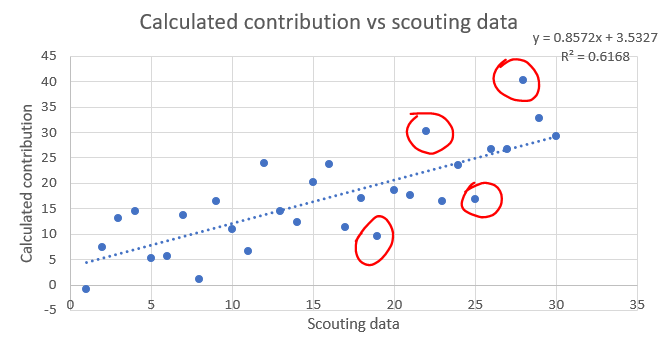 Calculated contribution vs scouting data
y = 0.8572x + 3.5327
R² = 0.6168
45
40
35
30
25
20
15
10
5
0
-5
Calculated contribution
0 5 10 15 20 25 30 35
Scouting data